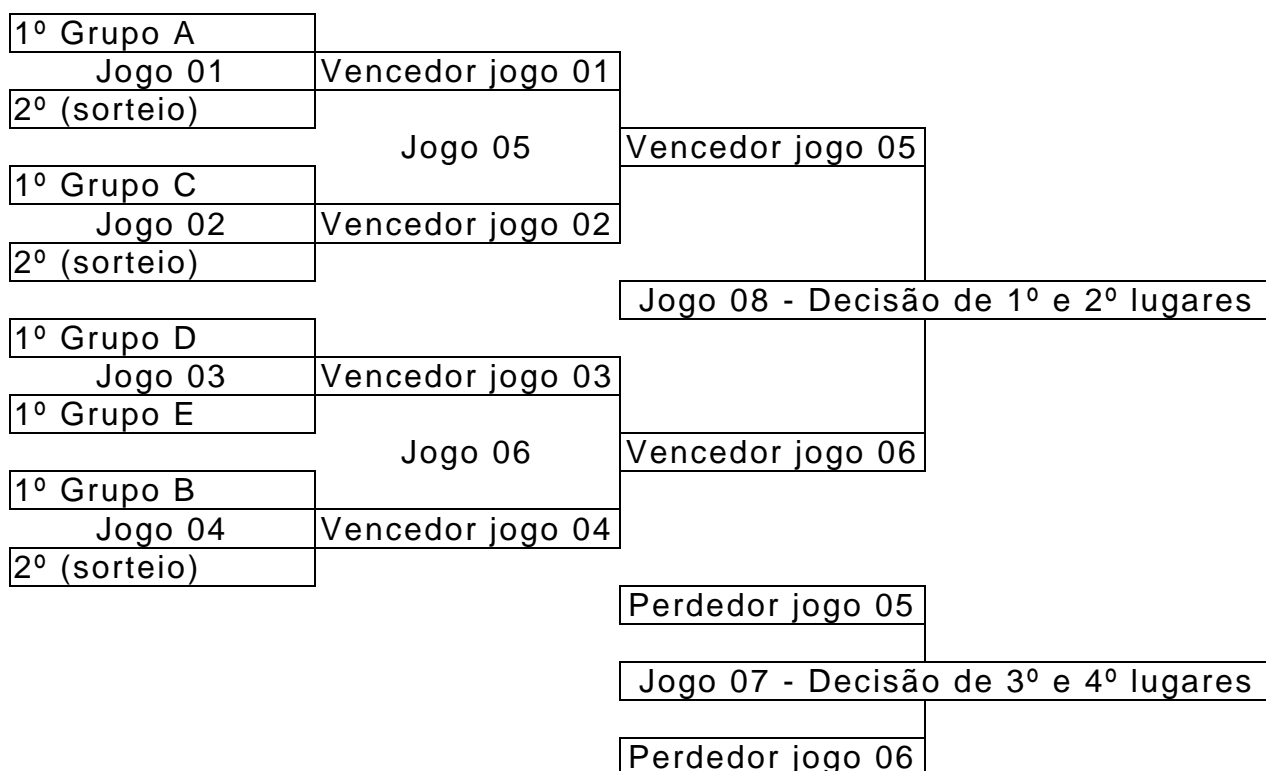 1º Grupo A
Jogo 01 Vencedor jogo 01
2º (sorteio)
Jogo 05 Vencedor jogo 05
1º Grupo C
Jogo 02 Vencedor jogo 02
2º (sorteio)
Jogo 08 - Decisão de 1º e 2º lugares
1º Grupo D
Jogo 03 Vencedor jogo 03
1º Grupo E
Jogo 06 Vencedor jogo 06
1º Grupo B
Jogo 04 Vencedor jogo 04
2º (sorteio)
Perdedor jogo 05
Jogo 07 - Decisão de 3º e 4º lugares
Perdedor jogo 06